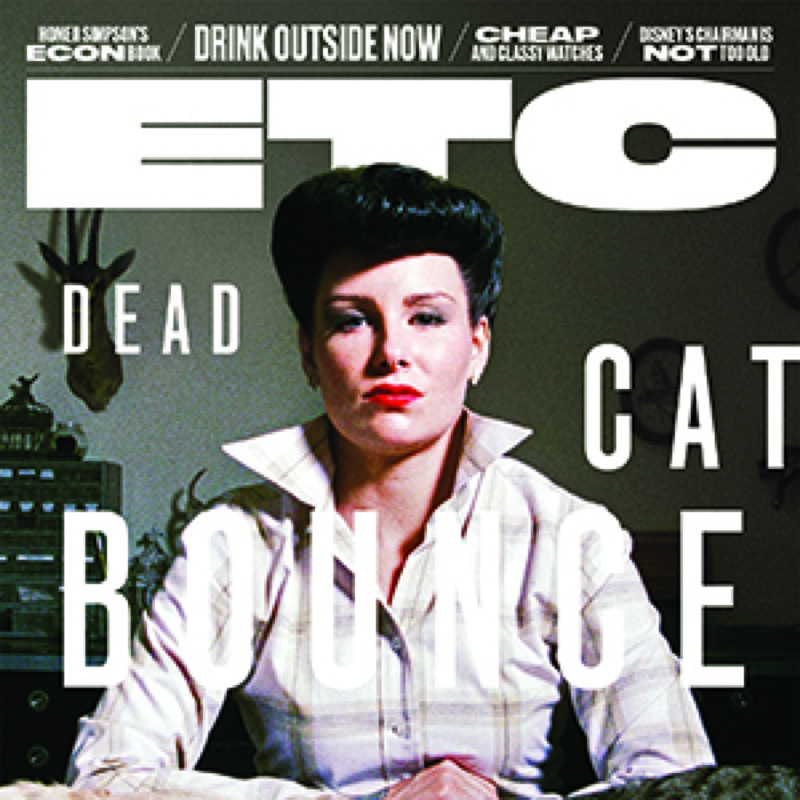 HOMER SIMPSON'S
ECON BOOK
DRINK OUTSIDE NOW
CHEAP
AND CLASSY WATCHES
DISNEY'S CHAIRMAN IS
NOT TOO OLD
ETC
DEAD
CAT
BOUNCE